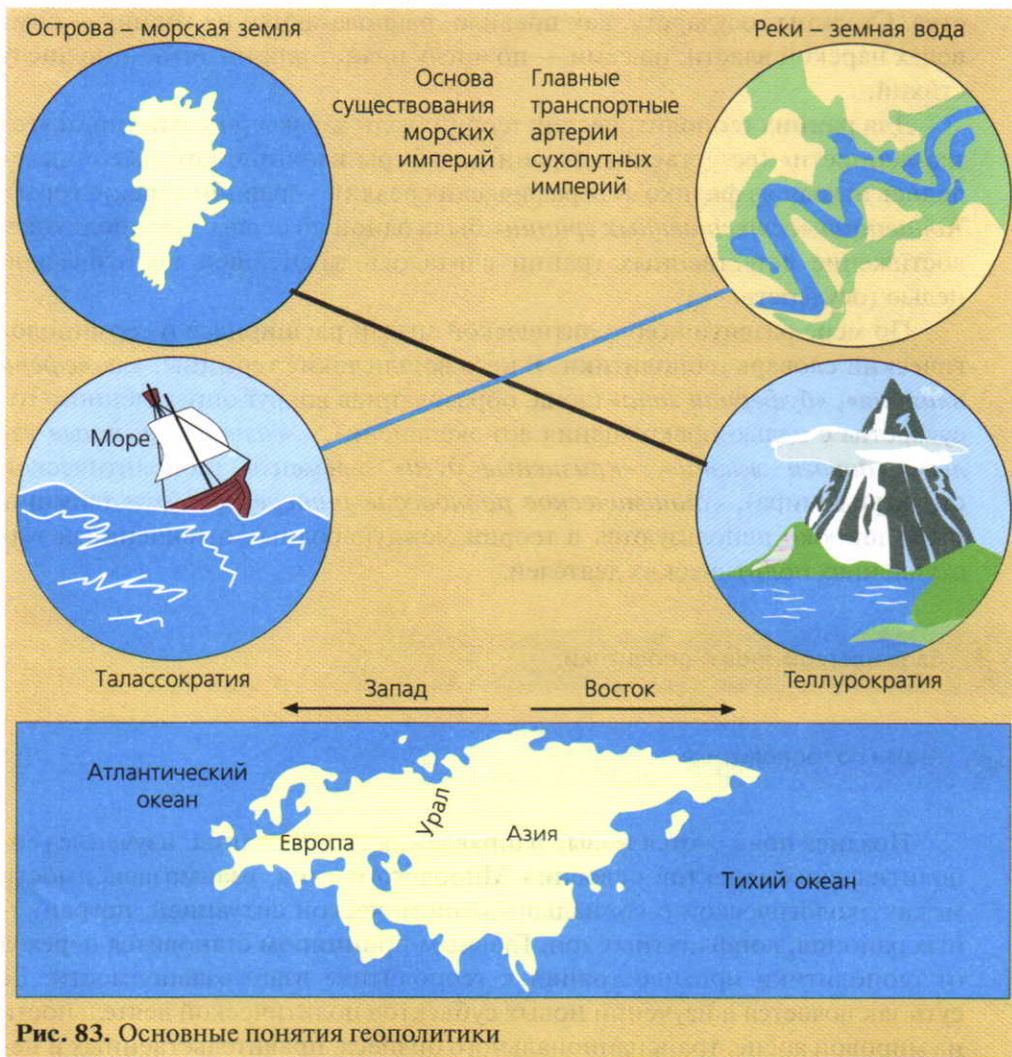 Острова – морская земля
Реки – земная вода
Основа
существования
морских
империй
Главные
транспортные
артерии
сухопутных
империй
Море
Талассократия
Теллурократия
Запад
Восток
Атлантический
океан
Европа
Урал
Азия
Тихий океан
Рис. 83. Основные понятия геополитики